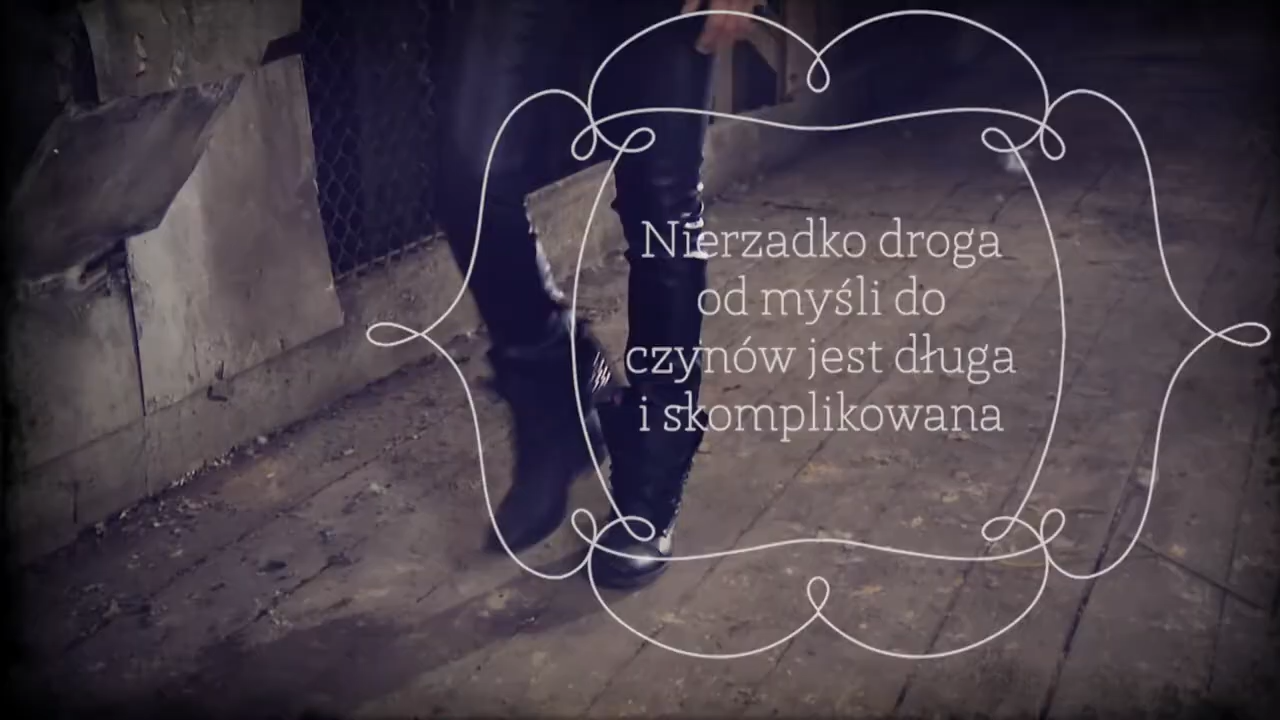 Nierzadko droga
od myśli do
czynów jest długa
i skomplikowana